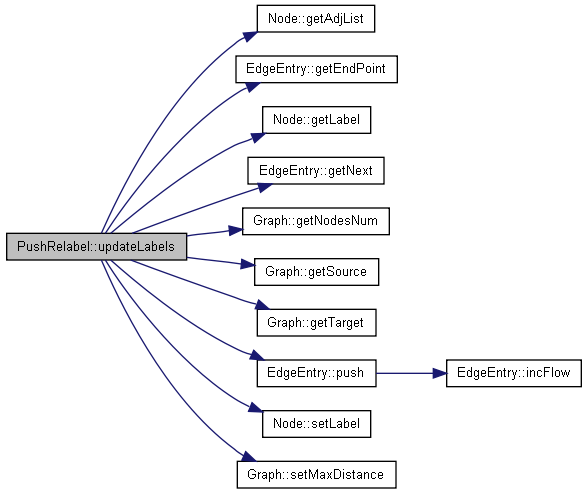 Node::getAdjList
EdgeEntry::getEndPoint
Node::getLabel
EdgeEntry::getNext
Graph::getNodesNum
PushRelabel::updateLabels
Graph::getSource
Graph::getTarget
EdgeEntry::push
EdgeEntry::incFlow
Node::setLabel
Graph::setMaxDistance